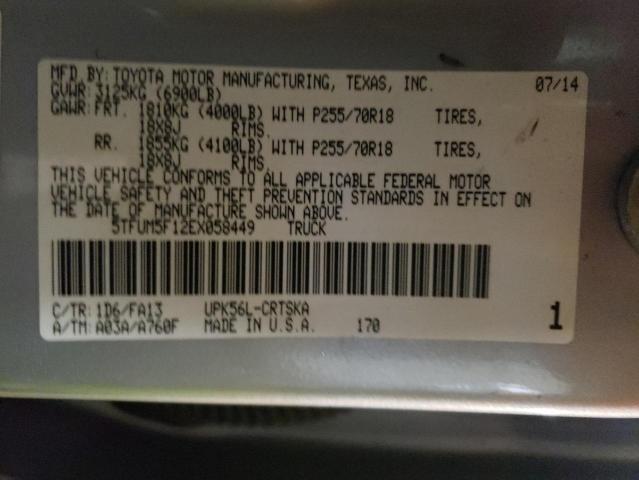 MFD. BY: TOYOTA MOTOR MANUFACTURING, TEXAS, INC. 07/14
GVWR: 3125KG (6900LB)
GAWR: FRT. 1810KG (4000LB) WITH P255/70R18 TIRES,
18X8J RIMS.
RR. 1855KG (4100LB) WITH P255/70R18 TIRES,
18X8J RIMS.
THIS VEHICLE CONFORMS TO ALL APPLICABLE FEDERAL MOTOR
VEHICLE SAFETY AND THEFT PREVENTION STANDARDS IN EFFECT ON
THE DATE OF MANUFACTURE SHOWN ABOVE.
5TFUM5F12EX058449 TRUCK
C/TR: 1D6/FA13 UPK56L-CRTSKA
A/TM: A03A/A760F MADE IN U.S.A. 170 1